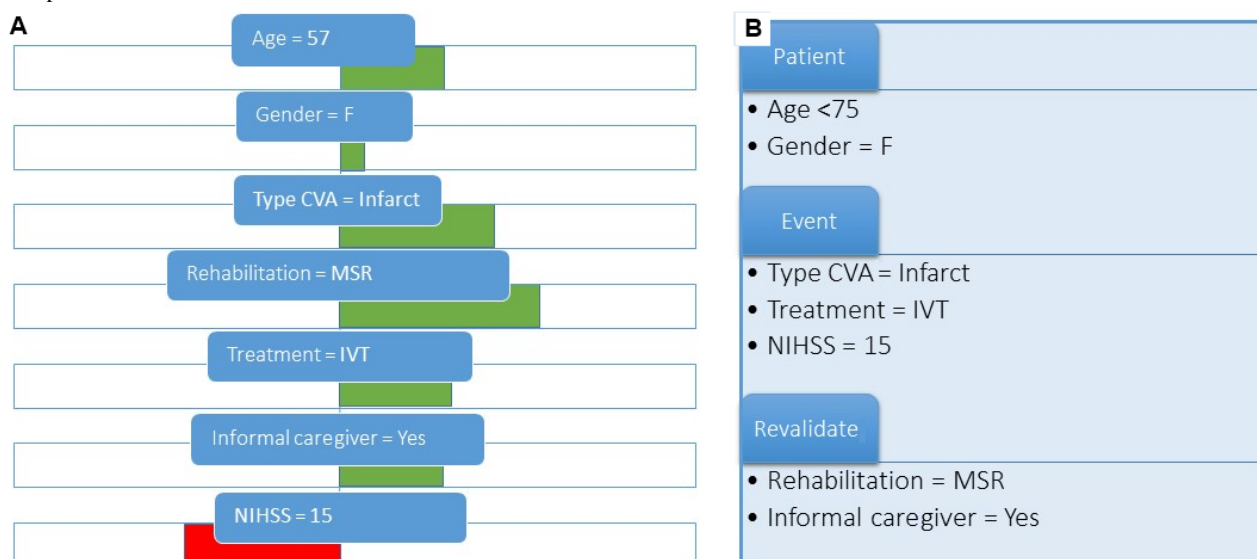 A
Age = 57
Gender = F
Type CVA = Infarct
Rehabilitation = MSR
Treatment = IVT
Informal caregiver = Yes
NIHSS = 15
B
Patient
• Age <75
• Gender = F
Event
• Type CVA = Infarct
• Treatment = IVT
• NIHSS = 15
Revalidate
• Rehabilitation = MSR
• Informal caregiver = Yes